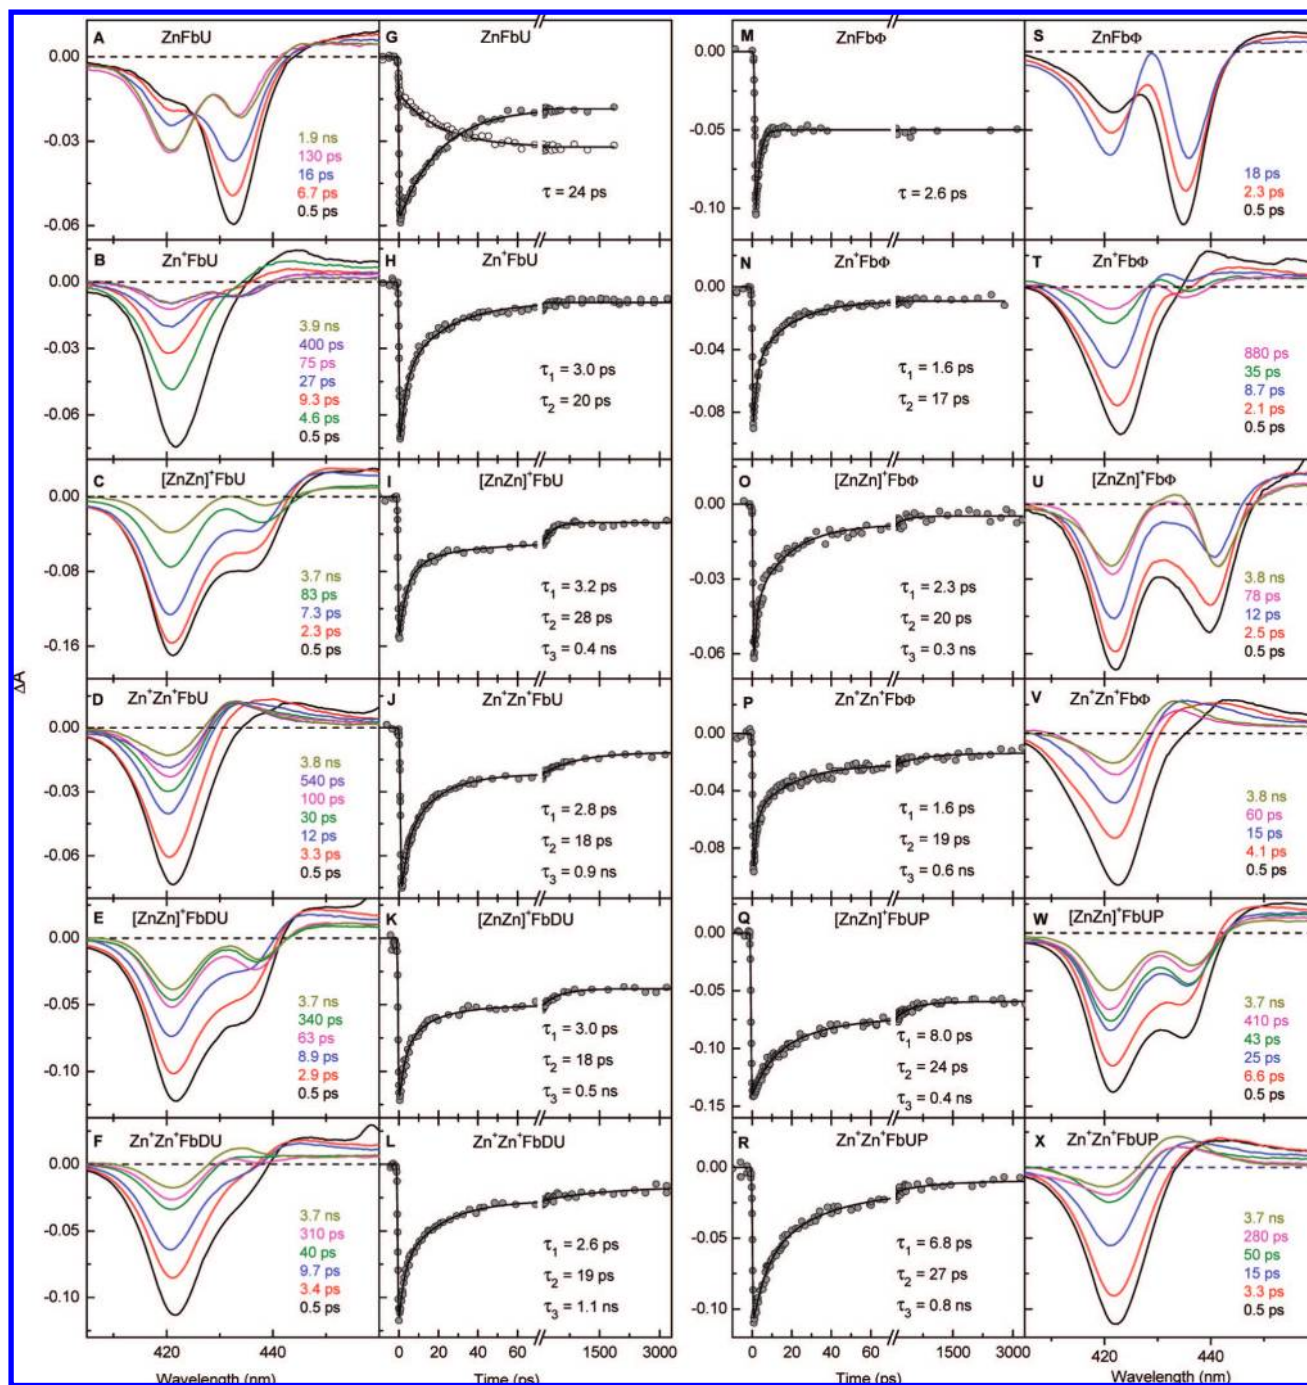 A ZnFbU
0.00
-0.03
-0.06
1.9 ns
130 ps
16 ps
6.7 ps
0.5 ps
G ZnFbU
τ = 24 ps
M ZnFbΦ
0.00
-0.05
-0.10
τ = 2.6 ps
S ZnFbΦ
18 ps
2.3 ps
0.5 ps
B Zn⁺FbU
0.00
-0.03
-0.06
3.9 ns
400 ps
75 ps
27 ps
9.3 ps
4.6 ps
0.5 ps
H Zn⁺FbU
τ₁ = 3.0 ps
τ₂ = 20 ps
N Zn⁺FbΦ
0.00
-0.04
-0.08
τ₁ = 1.6 ps
τ₂ = 17 ps
T Zn⁺FbΦ
880 ps
35 ps
8.7 ps
2.1 ps
0.5 ps
C [ZnZn]⁺FbU
0.00
-0.08
-0.16
3.7 ns
83 ps
7.3 ps
2.3 ps
0.5 ps
I [ZnZn]⁺FbU
τ₁ = 3.2 ps
τ₂ = 28 ps
τ₃ = 0.4 ns
O [ZnZn]⁺FbΦ
0.00
-0.03
-0.06
τ₁ = 2.3 ps
τ₂ = 20 ps
τ₃ = 0.3 ns
U [ZnZn]⁺FbΦ
3.8 ns
78 ps
12 ps
2.5 ps
0.5 ps
ΔA
D Zn⁺Zn⁺FbU
0.00
-0.03
-0.06
3.8 ns
540 ps
100 ps
30 ps
12 ps
3.3 ps
0.5 ps
J Zn⁺Zn⁺FbU
τ₁ = 2.8 ps
τ₂ = 18 ps
τ₃ = 0.9 ns
P Zn⁺Zn⁺FbΦ
0.00
-0.04
-0.08
τ₁ = 1.6 ps
τ₂ = 19 ps
τ₃ = 0.6 ns
V Zn⁺Zn⁺FbΦ
3.8 ns
60 ps
15 ps
4.1 ps
0.5 ps
E [ZnZn]⁺FbDU
0.00
-0.05
-0.10
3.7 ns
340 ps
63 ps
8.9 ps
2.9 ps
0.5 ps
K [ZnZn]⁺FbDU
τ₁ = 3.0 ps
τ₂ = 18 ps
τ₃ = 0.5 ns
Q [ZnZn]⁺FbUP
0.00
-0.05
-0.10
-0.15
τ₁ = 8.0 ps
τ₂ = 24 ps
τ₃ = 0.4 ns
W [ZnZn]⁺FbUP
3.7 ns
410 ps
43 ps
25 ps
6.6 ps
0.5 ps
F Zn⁺Zn⁺FbDU
0.00
-0.05
-0.10
3.7 ns
310 ps
40 ps
9.7 ps
3.4 ps
0.5 ps
L Zn⁺Zn⁺FbDU
τ₁ = 2.6 ps
τ₂ = 19 ps
τ₃ = 1.1 ns
R Zn⁺Zn⁺FbUP
0.00
-0.05
-0.10
τ₁ = 6.8 ps
τ₂ = 27 ps
τ₃ = 0.8 ns
X Zn⁺Zn⁺FbUP
3.7 ns
280 ps
50 ps
15 ps
3.3 ps
0.5 ps
420 440
0 20 40 60 1500 3000
0 20 40 60 1500 3000
420 440
Wavelength (nm)
Time (ps)
Time (ps)
Wavelength (nm)